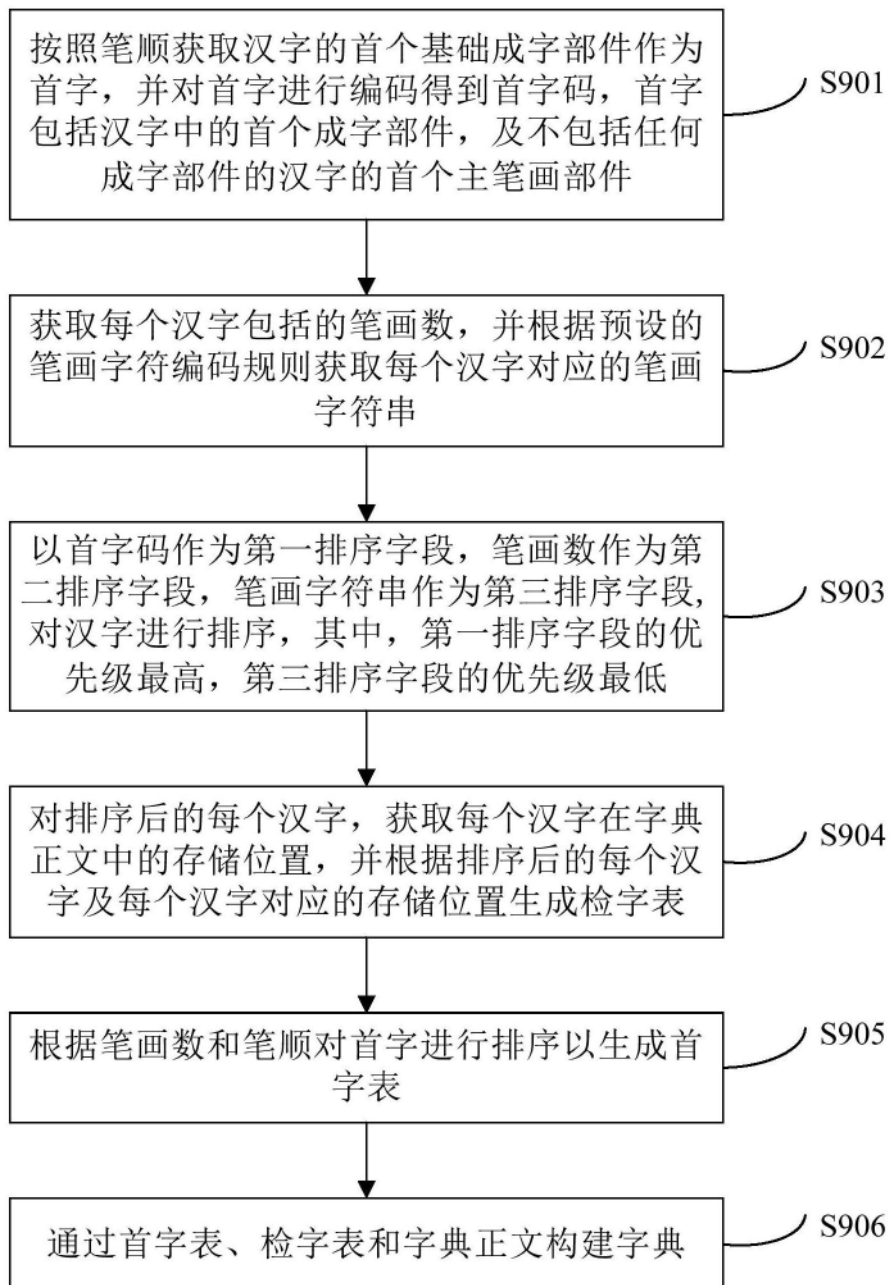 按照笔顺获取汉字的首个基础成字部件作为
首字，并对首字进行编码得到首字码，首字
包括汉字中的首个成字部件，及不包括任何
成字部件的汉字的首个主笔画部件
S901
获取每个汉字包括的笔画数，并根据预设的
笔画字符编码规则获取每个汉字对应的笔画
字符串
S902
以首字码作为第一排序字段，笔画数作为第
二排序字段，笔画字符串作为第三排序字段,
对汉字进行排序，其中，第一排序字段的优
先级最高，第三排序字段的优先级最低
S903
对排序后的每个汉字，获取每个汉字在字典
正文中的存储位置，并根据排序后的每个汉
字及每个汉字对应的存储位置生成检字表
S904
根据笔画数和笔顺对首字进行排序以生成首
字表
S905
通过首字表、检字表和字典正文构建字典
S906